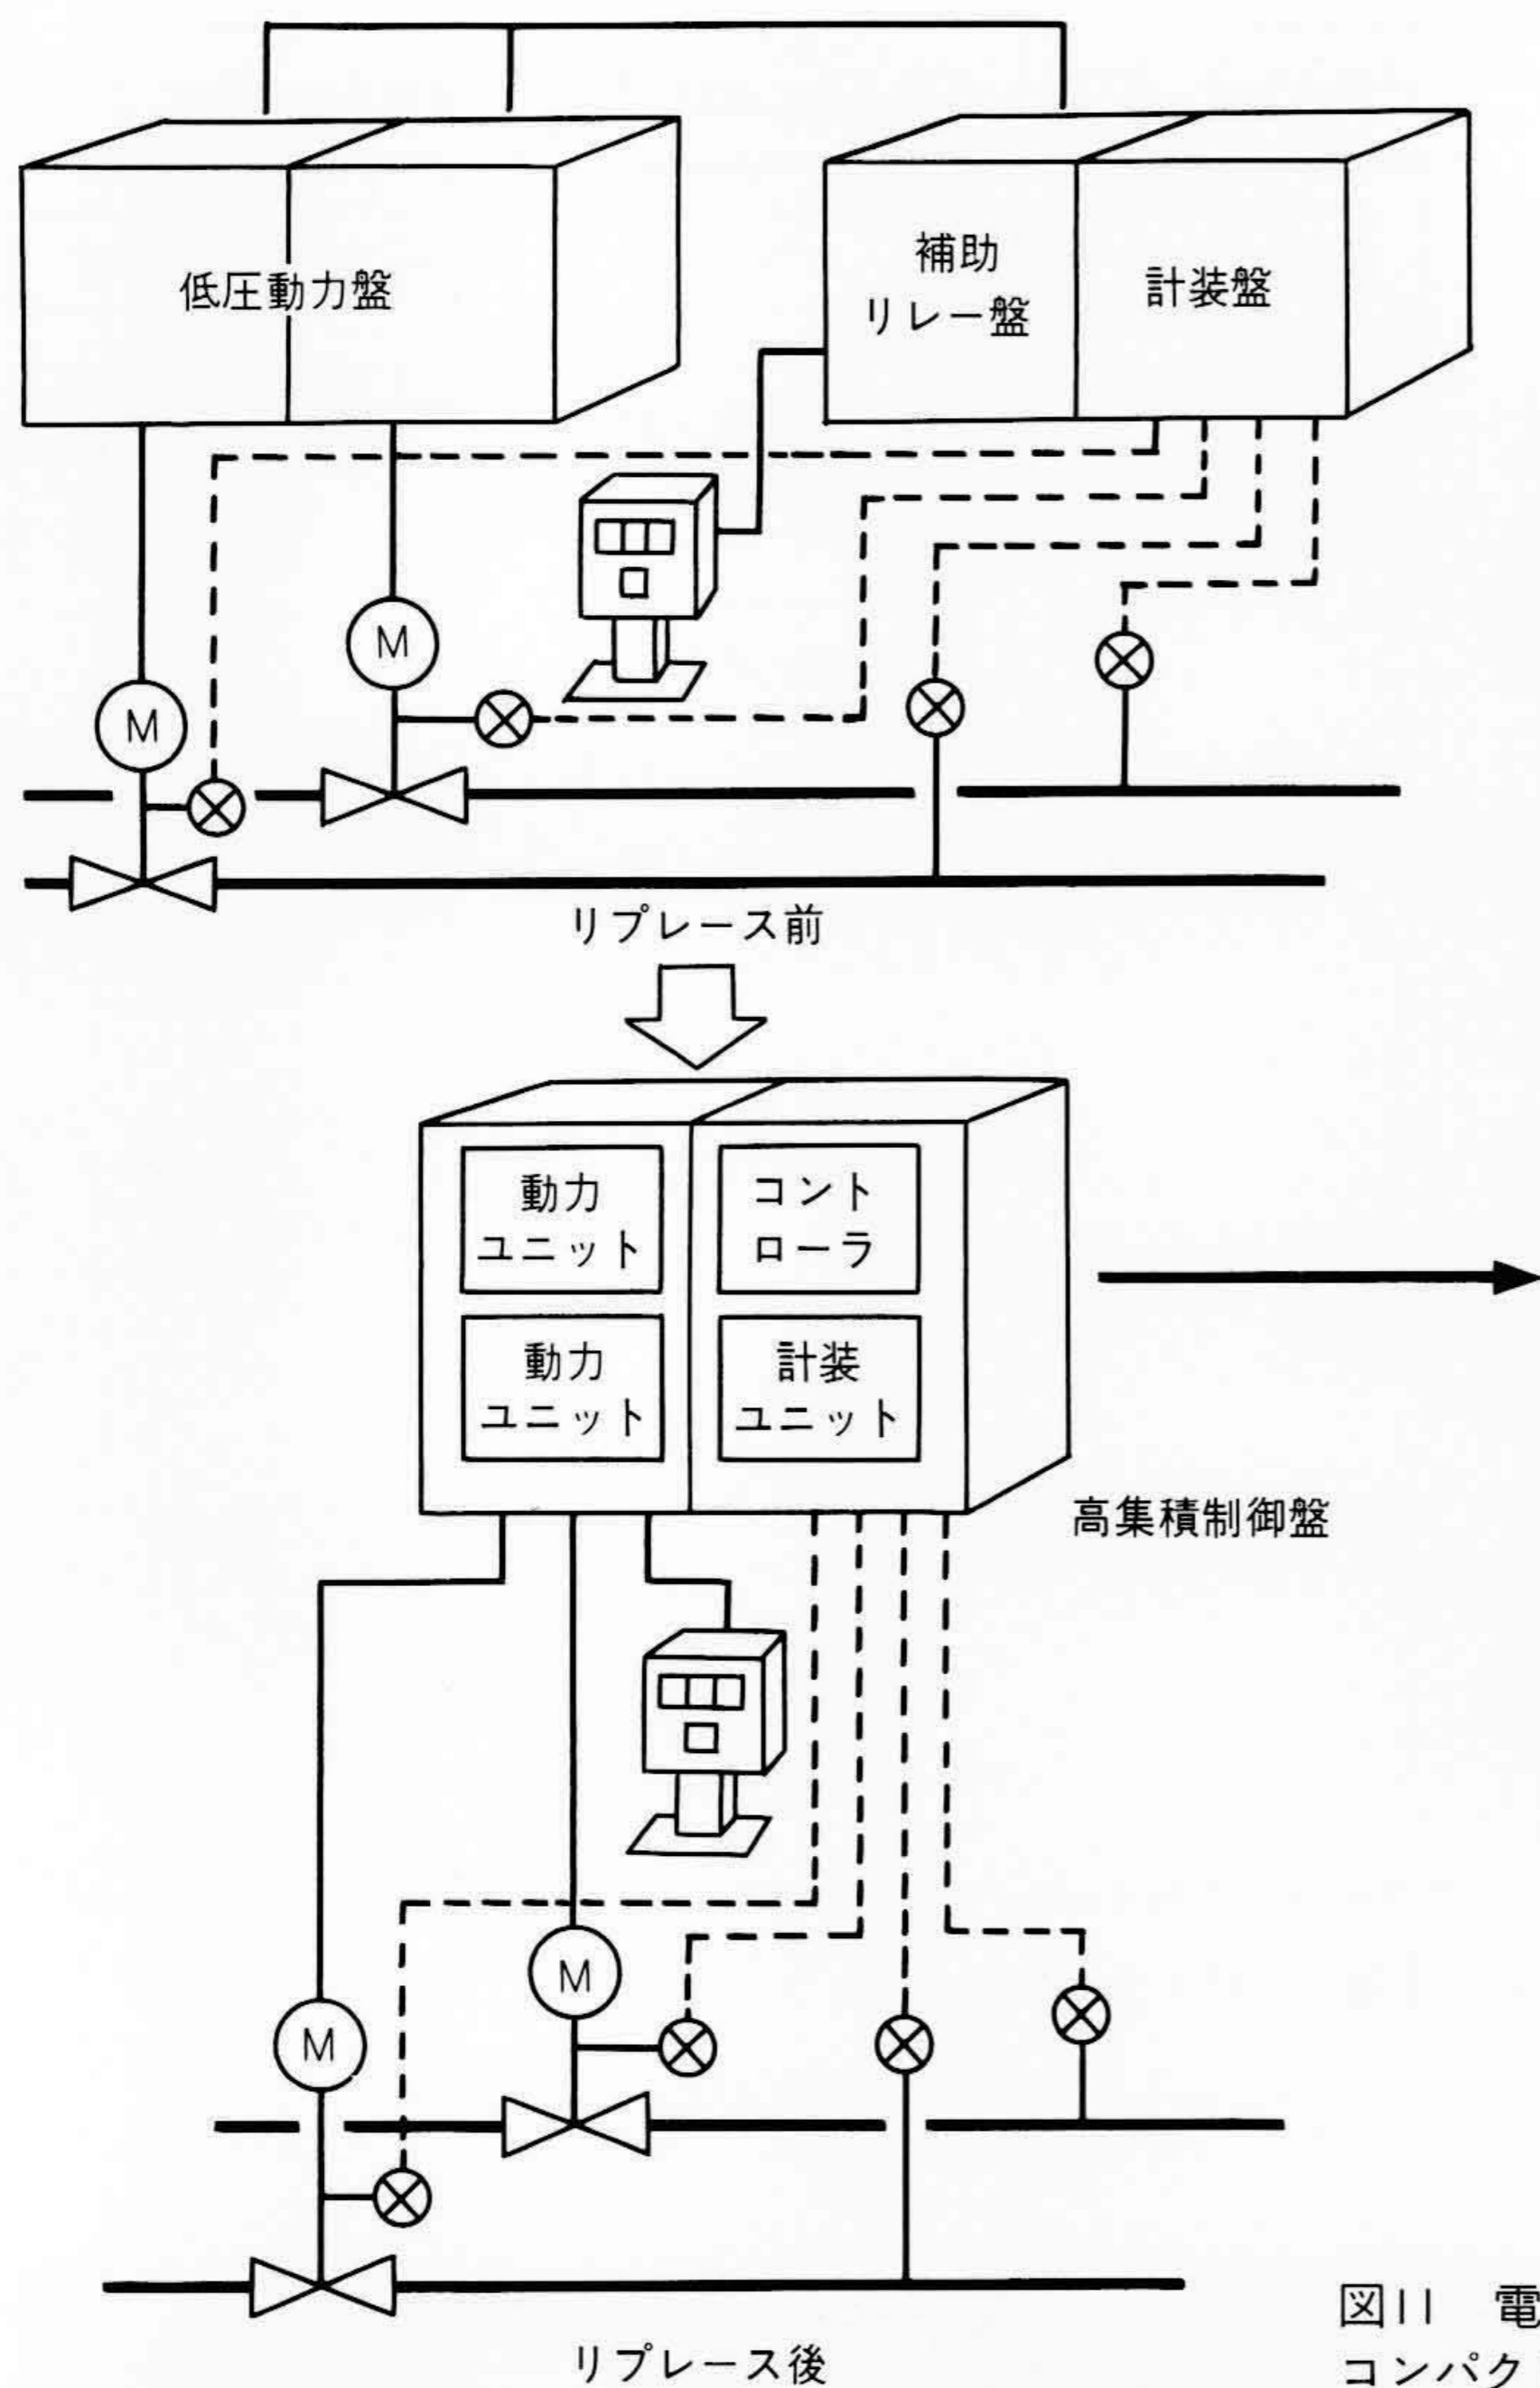 低圧動力盤
補助
リレー盤
計装盤
M
M
リプレース前
動力
ユニット
コント
ローラ
動力
ユニット
計装
ユニット
高集積制御盤
M
M
図11 電
コンパク
リプレース後